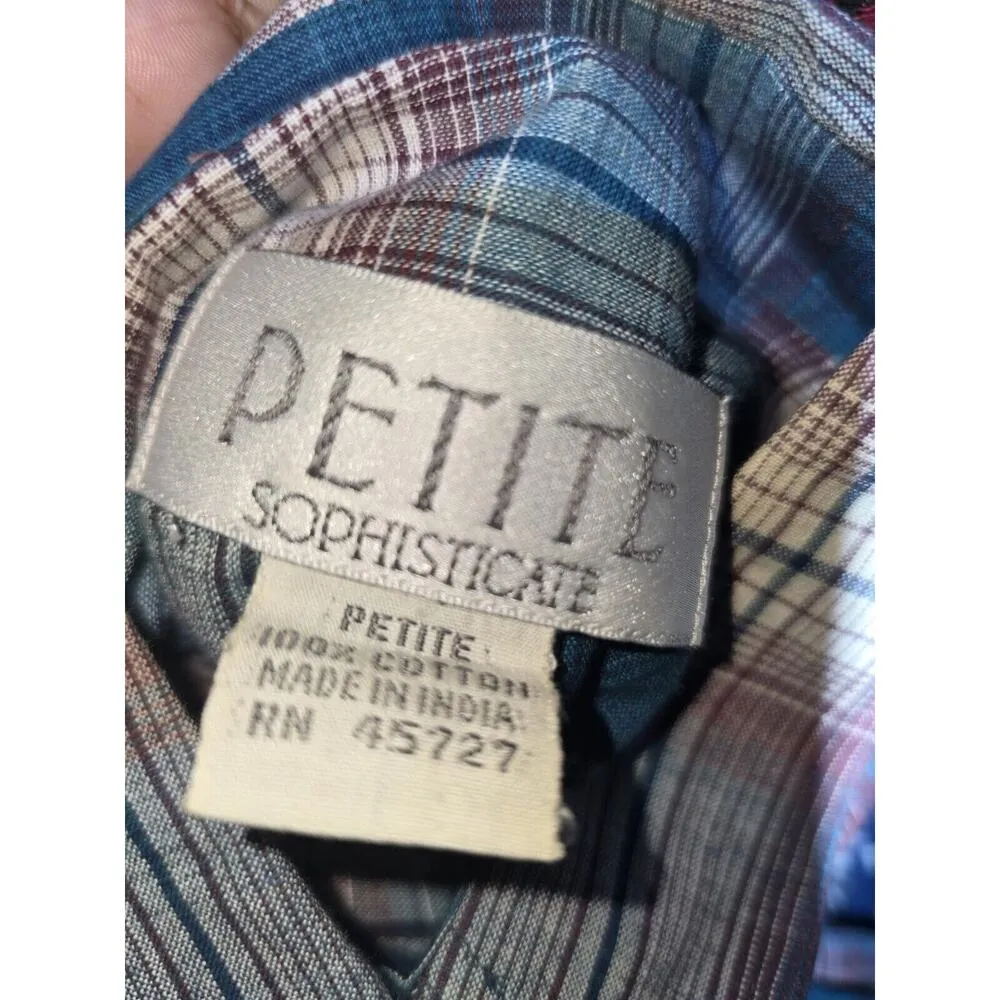 PETITE
SOPHISTICATE
PETITE
100% COTTON
MADE IN INDIA
RN 45727